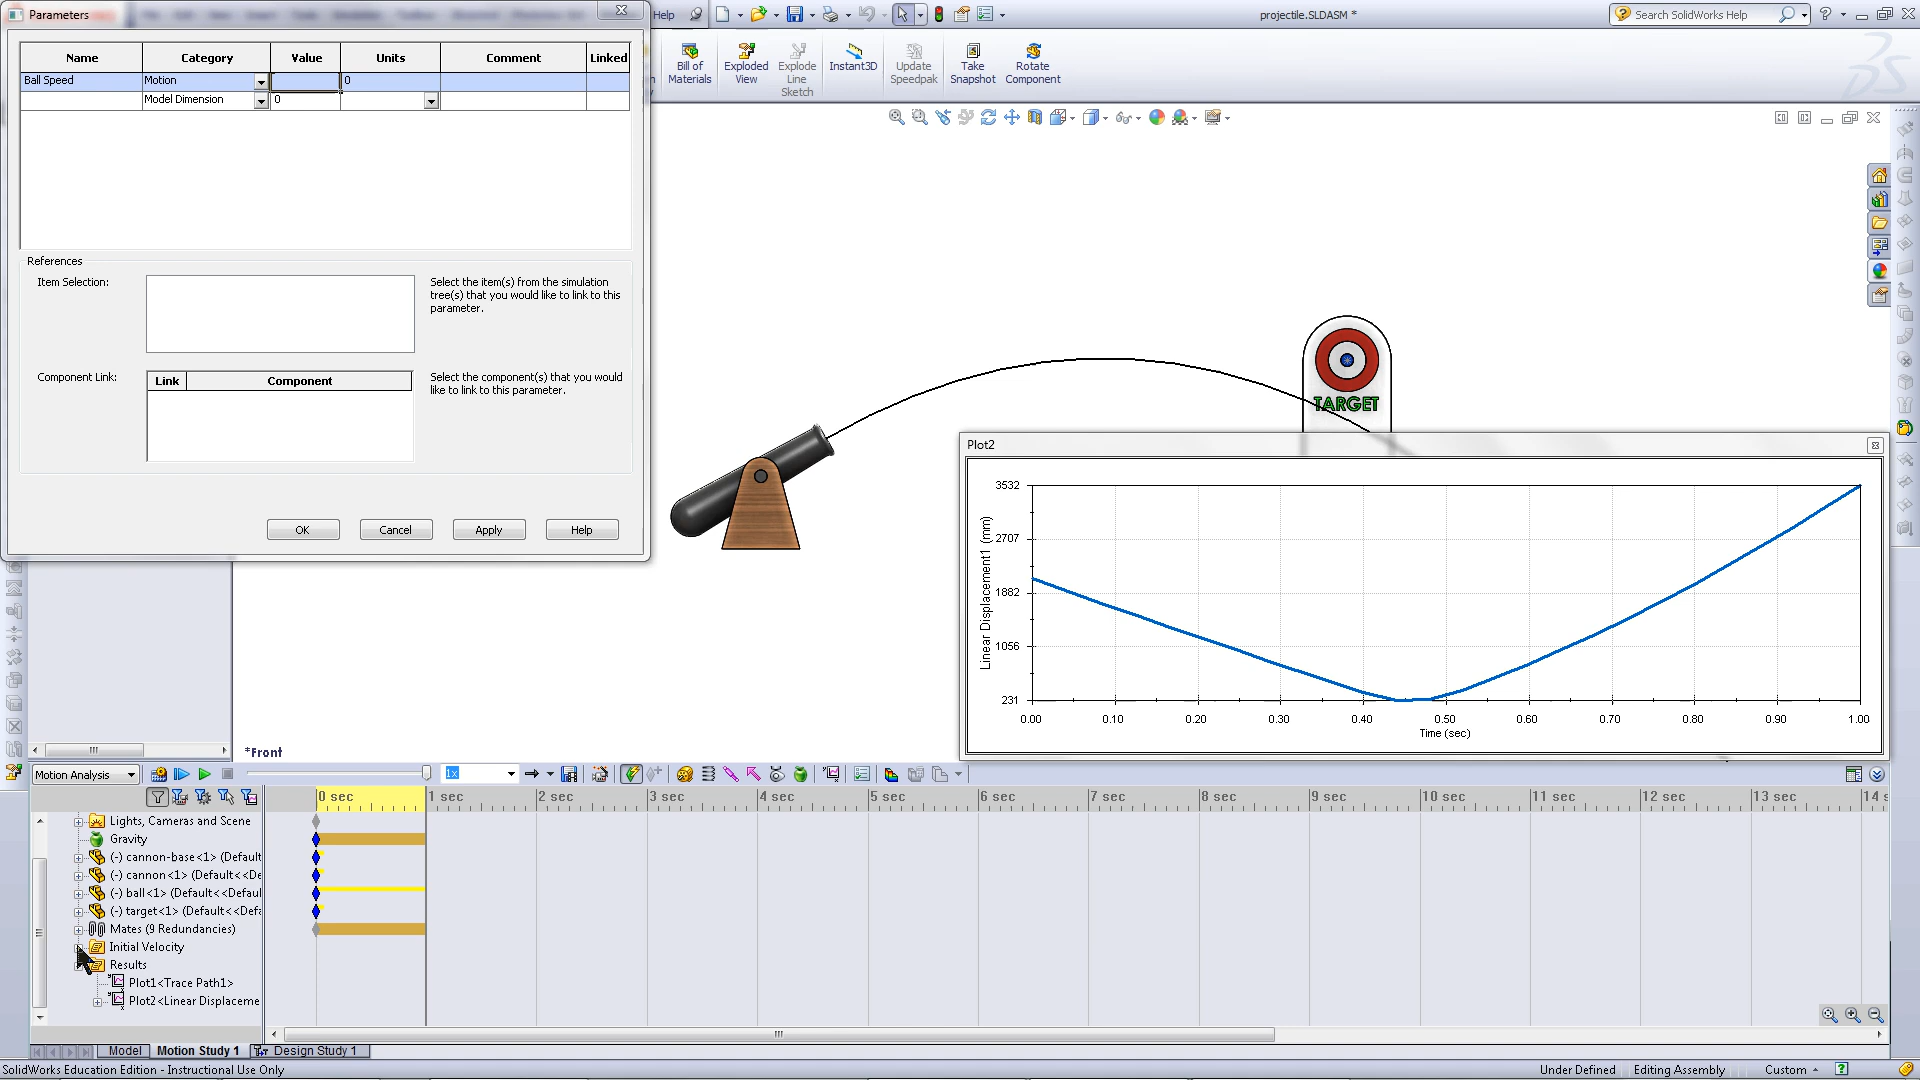 Parameters
Help
projectile.SLDASM *
Search SolidWorks Help
Name Category Value Units Comment Linked
Ball Speed Motion 0
Model Dimension 0
Bill of Materials
Exploded View
Explode Line Sketch
Instant3D
Update Speedpak
Take Snapshot
Rotate Component
References
Item Selection:
Select the item(s) from the simulation
tree(s) that you would like to link to this
parameter.
Component Link:
Link Component
Select the component(s) that you would
like to link to this parameter.
OK Cancel Apply Help
TARGET
Plot2
3532
2707
1882
1056
231
Linear Displacement1 (mm)
0.00 0.10 0.20 0.30 0.40 0.50 0.60 0.70 0.80 0.90 1.00
Time (sec)
*Front
Motion Analysis
1x
0 sec 1 sec 2 sec 3 sec 4 sec 5 sec 6 sec 7 sec 8 sec 9 sec 10 sec 11 sec 12 sec 13 sec 14 s
Lights, Cameras and Scene
Gravity
(-) cannon-base<1> (Default
(-) cannon<1> (Default<<De
(-) ball<1> (Default<<Defaul
(-) target<1> (Default<<Defa
Mates (9 Redundancies)
Initial Velocity
Results
Plot1<Trace Path1>
Plot2<Linear Displaceme
Model Motion Study 1 Design Study 1
SolidWorks Education Edition - Instructional Use Only
Under Defined Editing Assembly Custom